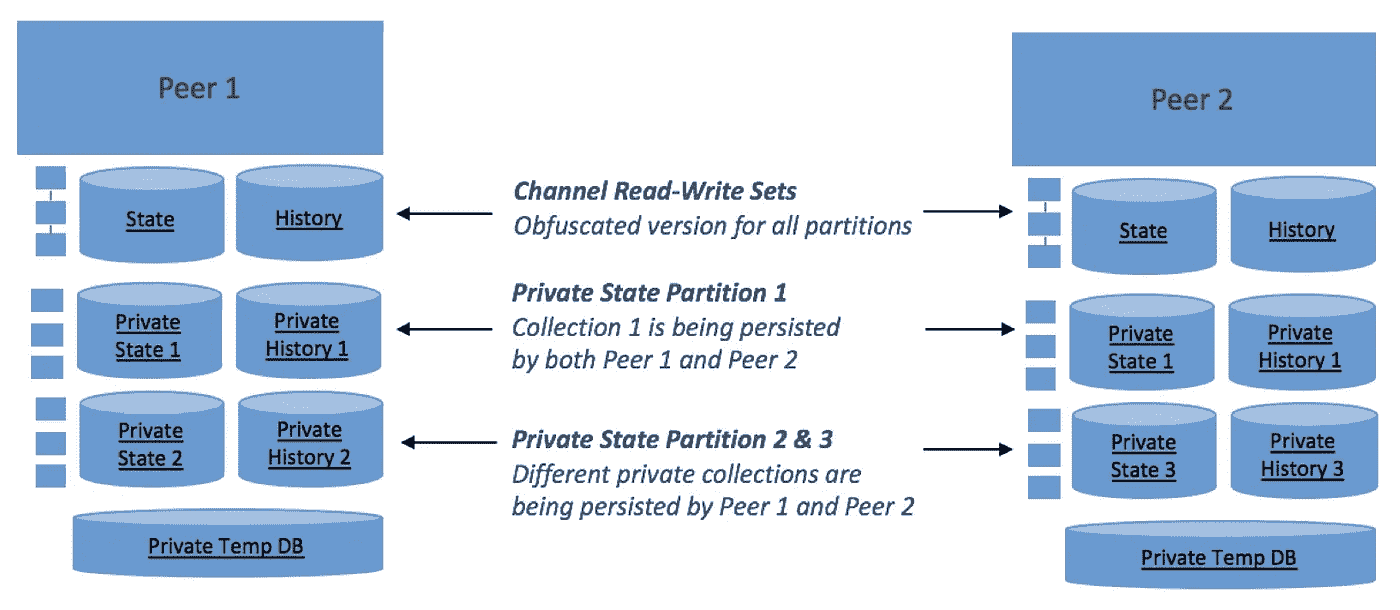 Peer 1
State
History
Private
State 1
Private
History 1
Private
State 2
Private
History 2
Private Temp DB
Channel Read-Write Sets
Obfuscated version for all partitions
Private State Partition 1
Collection 1 is being persisted
by both Peer 1 and Peer 2
Private State Partition 2 & 3
Different private collections are
being persisted by Peer 1 and Peer 2
Peer 2
State
History
Private
State 1
Private
History 1
Private
State 3
Private
History 3
Private Temp DB